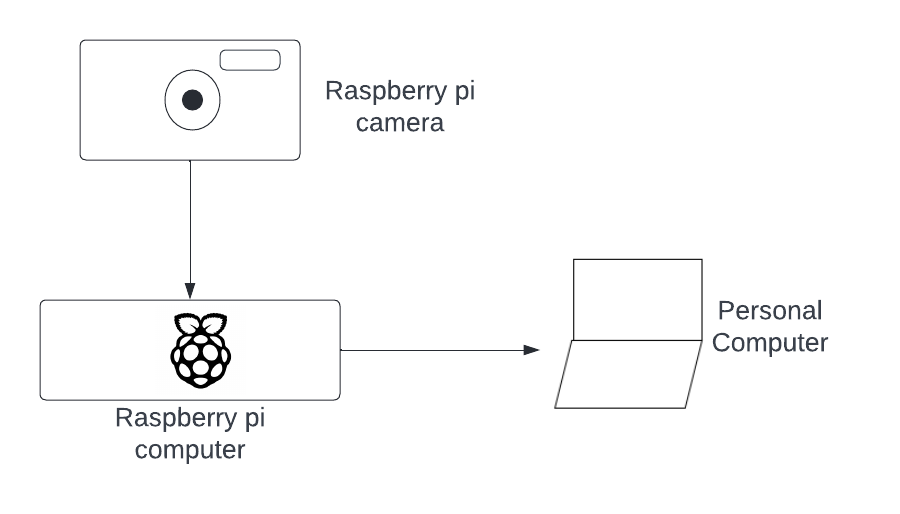 Raspberry pi
camera
Personal
Computer
Raspberry pi
computer